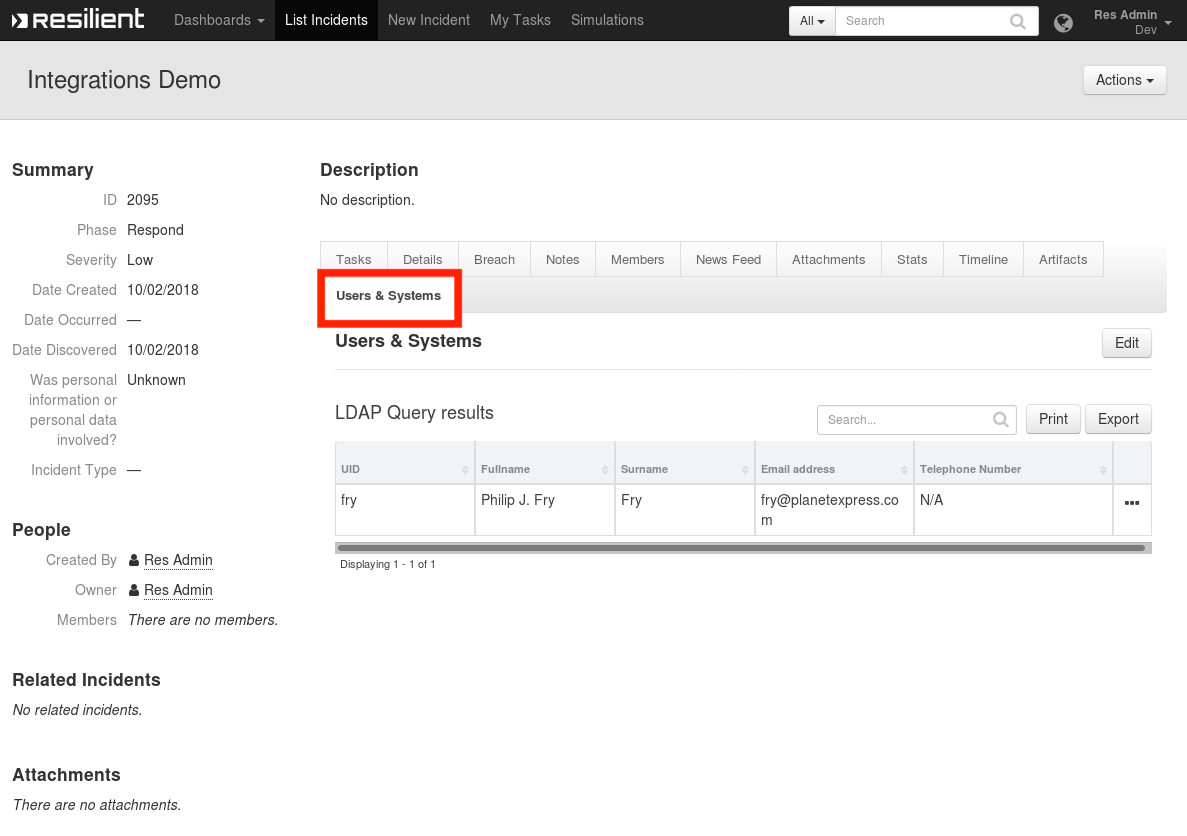 resilient Dashboards List Incidents New Incident My Tasks Simulations All Search Res Admin
Dev
Integrations Demo
Actions
Summary
ID 2095
Phase Respond
Severity Low
Date Created 10/02/2018
Date Occurred —
Date Discovered 10/02/2018
Was personal Unknown
information or
personal data
involved?
Incident Type —
People
Created By Res Admin
Owner Res Admin
Members There are no members.
Related Incidents
No related incidents.
Attachments
There are no attachments.
Description
No description.
Tasks Details Breach Notes Members News Feed Attachments Stats Timeline Artifacts
Users & Systems
Users & Systems Edit
LDAP Query results Search... Print Export
UID Fullname Surname Email address Telephone Number
fry Philip J. Fry Fry fry@planetexpress.co N/A
m
Displaying 1 - 1 of 1